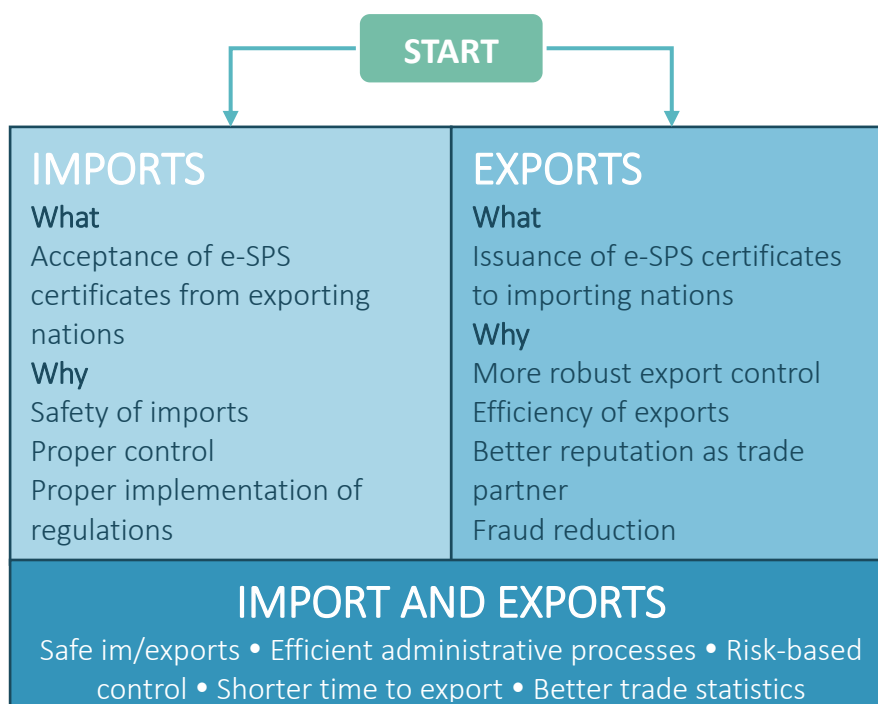 START
IMPORTS
What
Acceptance of e-SPS
certificates from exporting
nations
Why
Safety of imports
Proper control
Proper implementation of
regulations
EXPORTS
What
Issuance of e-SPS certificates
to importing nations
Why
More robust export control
Efficiency of exports
Better reputation as trade
partner
Fraud reduction
IMPORT AND EXPORTS
Safe im/exports • Efficient administrative processes • Risk-based
control • Shorter time to export • Better trade statistics